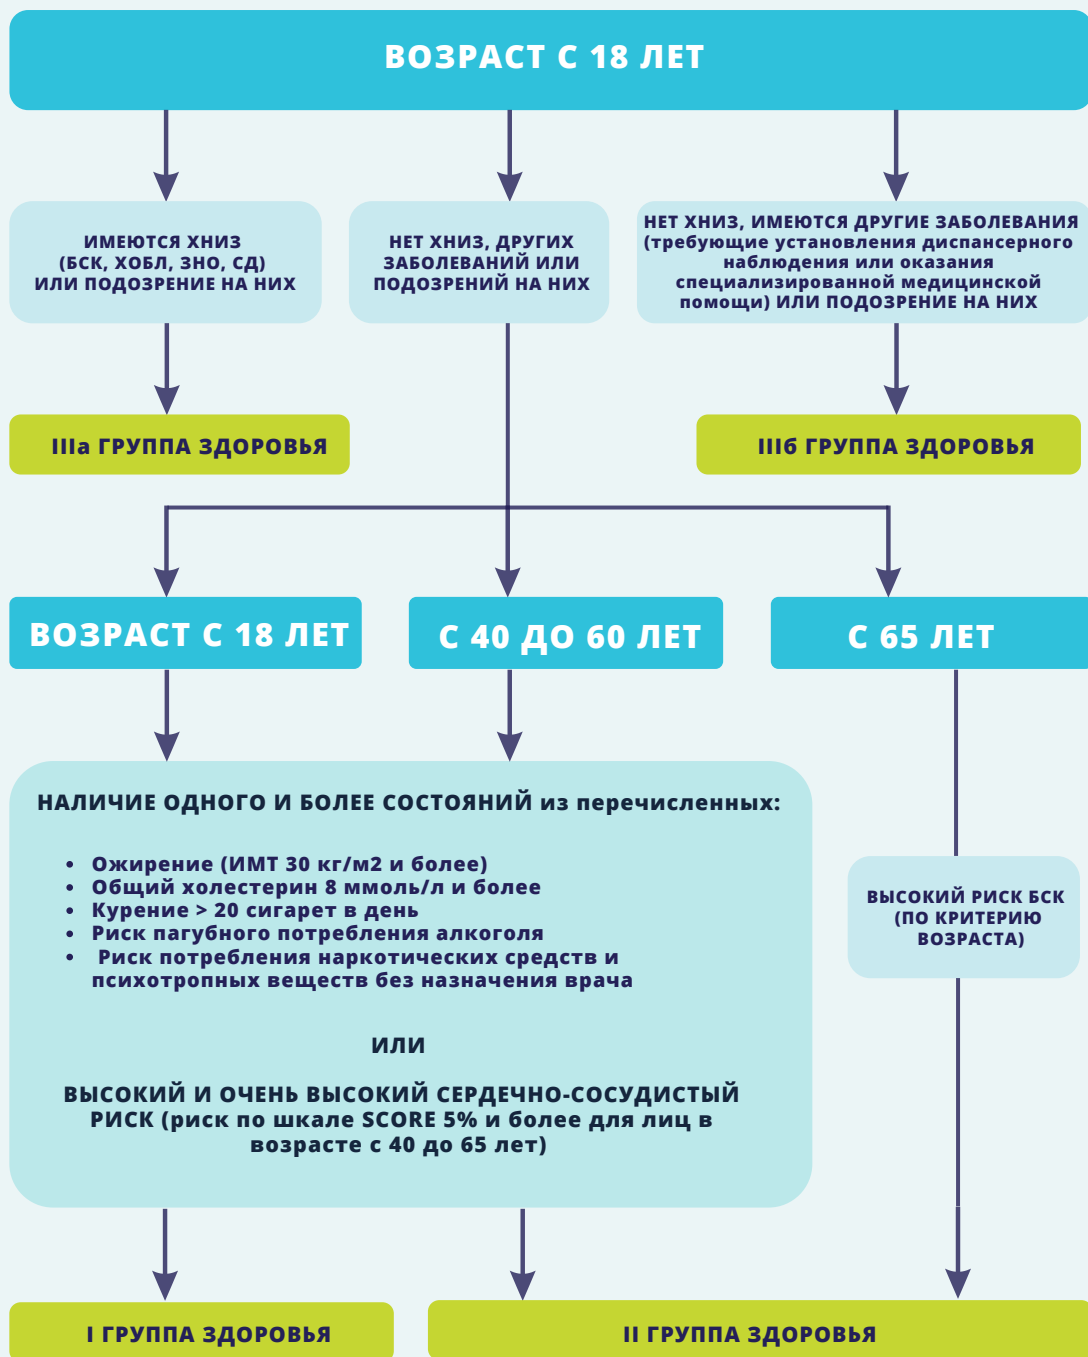 ВОЗРАСТ С 18 ЛЕТ
ИМЕЮТСЯ ХНИЗ
(БСК, ХОБЛ, ЗНО, СД)
ИЛИ ПОДОЗРЕНИЕ НА НИХ
НЕТ ХНИЗ, ДРУГИХ
ЗАБОЛЕВАНИЙ ИЛИ
ПОДОЗРЕНИЙ НА НИХ
НЕТ ХНИЗ, ИМЕЮТСЯ ДРУГИЕ ЗАБОЛЕВАНИЯ
(требующие установления диспансерного
наблюдения или оказания
специализированной медицинской
помощи) ИЛИ ПОДОЗРЕНИЕ НА НИХ
IIIа ГРУППА ЗДОРОВЬЯ
IIIб ГРУППА ЗДОРОВЬЯ
ВОЗРАСТ С 18 ЛЕТ
С 40 ДО 60 ЛЕТ
С 65 ЛЕТ
НАЛИЧИЕ ОДНОГО И БОЛЕЕ СОСТОЯНИЙ из перечисленных:
• Ожирение (ИМТ 30 кг/м2 и более)
• Общий холестерин 8 ммоль/л и более
• Курение > 20 сигарет в день
• Риск пагубного потребления алкоголя
• Риск потребления наркотических средств и
психотропных веществ без назначения врача
ИЛИ
ВЫСОКИЙ И ОЧЕНЬ ВЫСОКИЙ СЕРДЕЧНО-СОСУДИСТЫЙ
РИСК (риск по шкале SCORE 5% и более для лиц в
возрасте с 40 до 65 лет)
ВЫСОКИЙ РИСК БСК
(ПО КРИТЕРИЮ
ВОЗРАСТА)
I ГРУППА ЗДОРОВЬЯ
II ГРУППА ЗДОРОВЬЯ